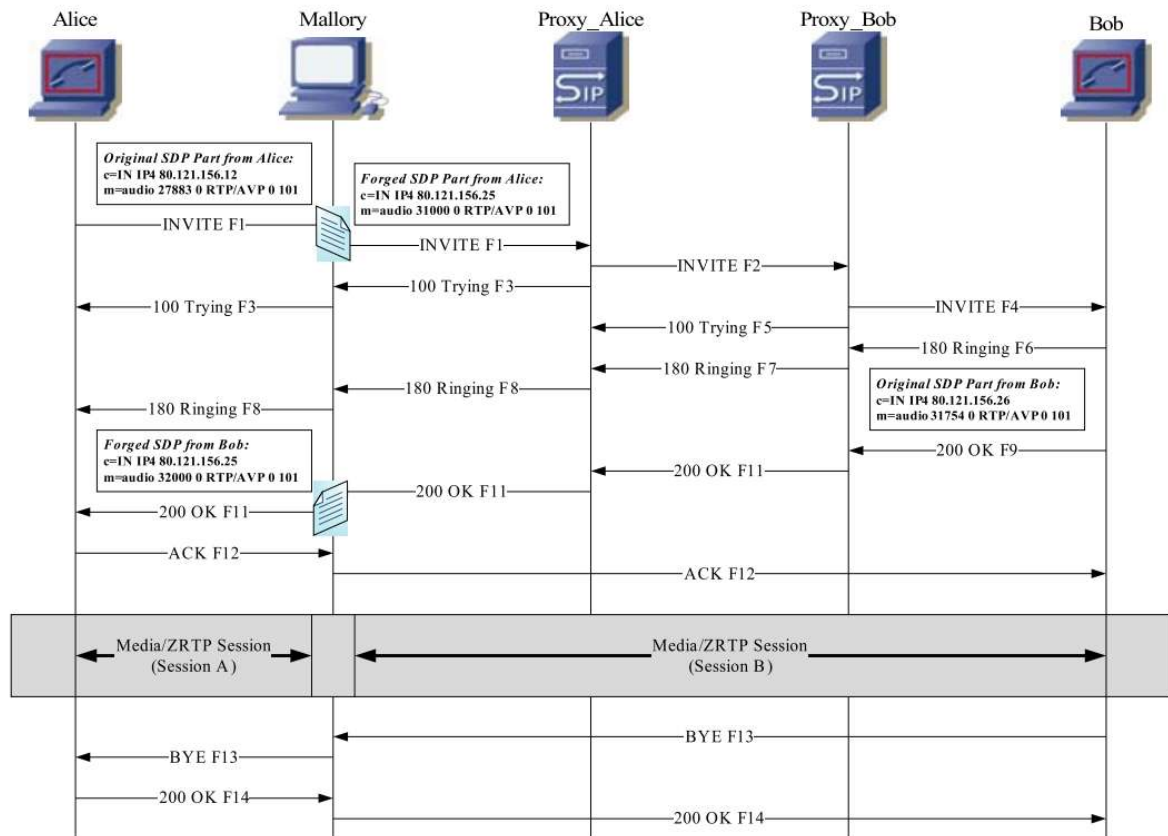 Alice
Mallory
Proxy_Alice
Proxy_Bob
Bob
SIP
SIP
Original SDP Part from Alice:
c=IN IP4 80.121.156.12
m=audio 27883 0 RTP/AVP 0 101
Forged SDP Part from Alice:
c=IN IP4 80.121.156.25
m=audio 31000 0 RTP/AVP 0 101
INVITE F1
INVITE F1
INVITE F2
100 Trying F3
100 Trying F3
INVITE F4
100 Trying F5
180 Ringing F6
180 Ringing F7
180 Ringing F8
180 Ringing F8
Original SDP Part from Bob:
c=IN IP4 80.121.156.26
m=audio 31754 0 RTP/AVP 0 101
Forged SDP from Bob:
c=IN IP4 80.121.156.25
m=audio 32000 0 RTP/AVP 0 101
200 OK F9
200 OK F11
200 OK F11
200 OK F11
ACK F12
ACK F12
Media/ZRTP Session
(Session A)
Media/ZRTP Session
(Session B)
BYE F13
BYE F13
200 OK F14
200 OK F14